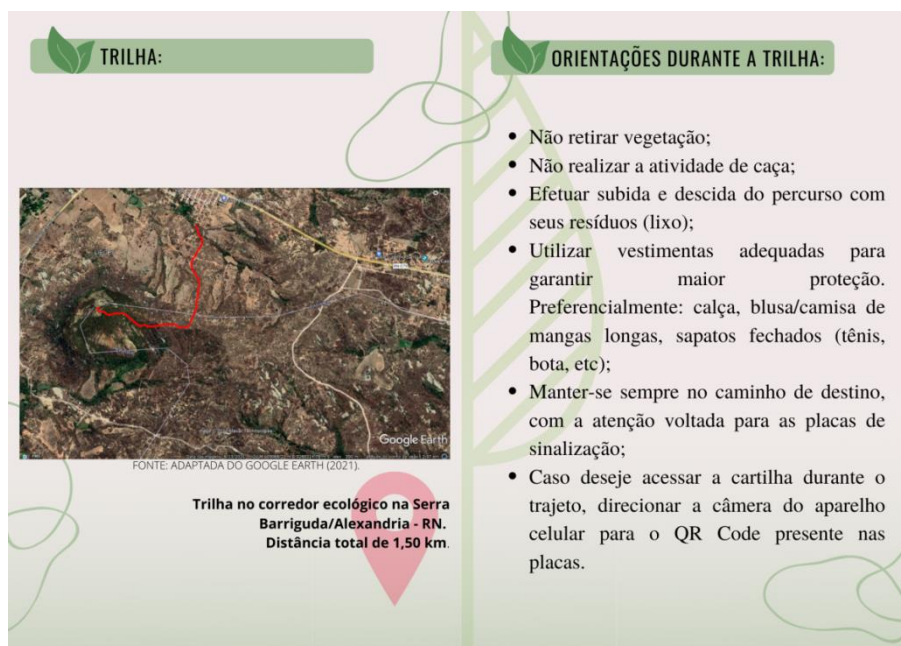 TRILHA:
Google Earth
FONTE: ADAPTADA DO GOOGLE EARTH (2021).
Trilha no corredor ecológico na Serra
Barriguda/Alexandria - RN.
Distância total de 1,50 km.
ORIENTAÇÕES DURANTE A TRILHA:
• Não retirar vegetação;
• Não realizar a atividade de caça;
• Efetuar subida e descida do percurso com
seus resíduos (lixo);
• Utilizar vestimentas adequadas para
garantir maior proteção.
Preferencialmente: calça, blusa/camisa de
mangas longas, sapatos fechados (tênis,
bota, etc);
• Manter-se sempre no caminho de destino,
com a atenção voltada para as placas de
sinalização;
• Caso deseje acessar a cartilha durante o
trajeto, direcionar a câmera do aparelho
celular para o QR Code presente nas
placas.